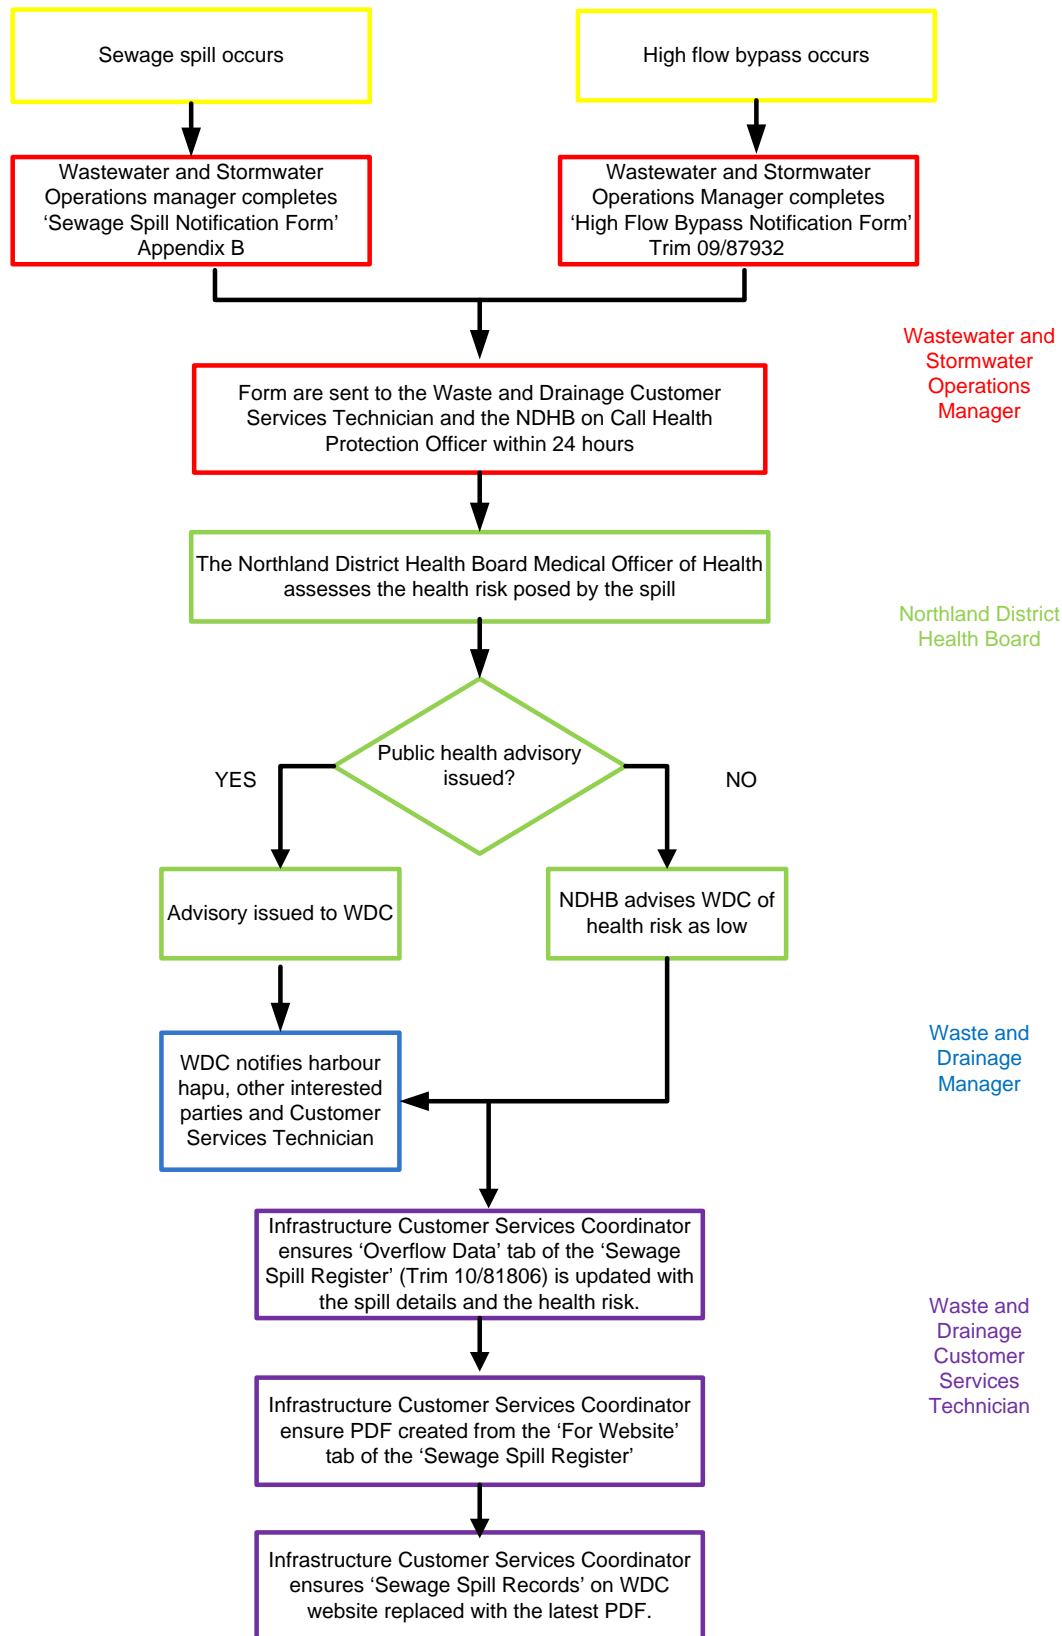 Sewage spill occurs
High flow bypass occurs
Wastewater and Stormwater
Operations manager completes
‘Sewage Spill Notification Form’
Appendix B
Wastewater and Stormwater
Operations Manager completes
‘High Flow Bypass Notification Form’
Trim 09/87932
Wastewater and
Stormwater
Operations
Manager
Form are sent to the Waste and Drainage Customer
Services Technician and the NDHB on Call Health
Protection Officer within 24 hours
The Northland District Health Board Medical Officer of Health
assesses the health risk posed by the spill
Northland District
Health Board
Public health advisory
issued?
YES
NO
Advisory issued to WDC
NDHB advises WDC of
health risk as low
WDC notifies harbour
hapu, other interested
parties and Customer
Services Technician
Waste and
Drainage
Manager
Infrastructure Customer Services Coordinator
ensures ‘Overflow Data’ tab of the ‘Sewage
Spill Register’ (Trim 10/81806) is updated with
the spill details and the health risk.
Waste and
Drainage
Customer
Services
Technician
Infrastructure Customer Services Coordinator
ensure PDF created from the ‘For Website’
tab of the ‘Sewage Spill Register’
Infrastructure Customer Services Coordinator
ensures ‘Sewage Spill Records’ on WDC
website replaced with the latest PDF.